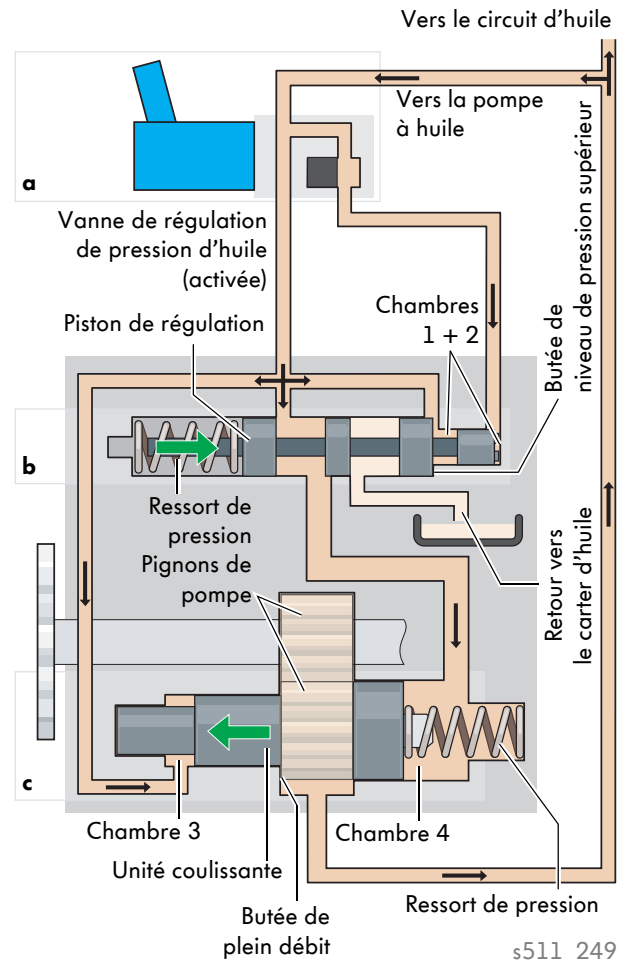 Vers le circuit d'huile
Vers la pompe
à huile
a
Vanne de régulation
de pression d'huile
(activée)
Chambres
1 + 2
Butée de
niveau de pression supérieur
Piston de régulation
b
Ressort de
pression
Pignons de
pompe
Retour vers
le carter d'huile
c
Chambre 3
Chambre 4
Unité coulissante
Ressort de pression
Butée de
plein débit
s511_249